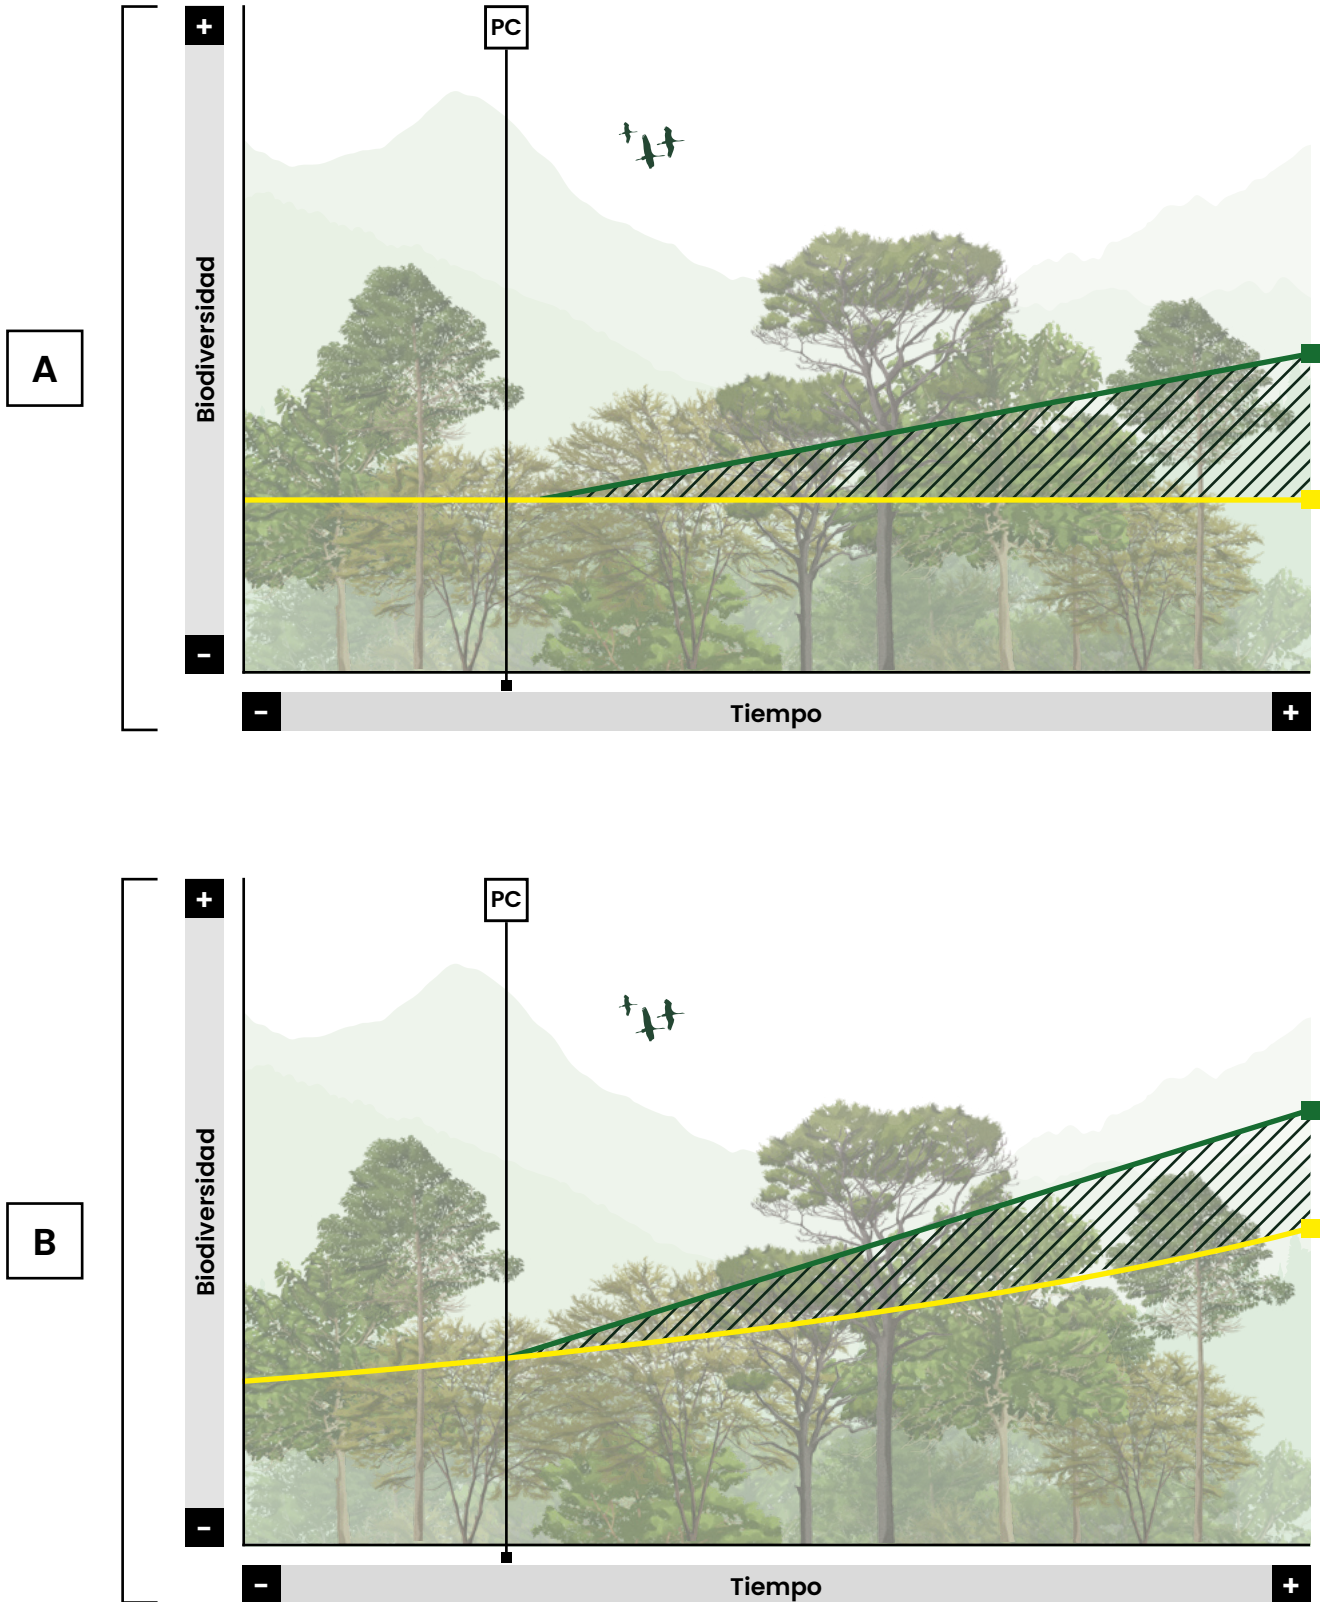 +
PC
A
Biodiversidad
-
-
Tiempo
+
+
PC
B
Biodiversidad
-
-
Tiempo
+